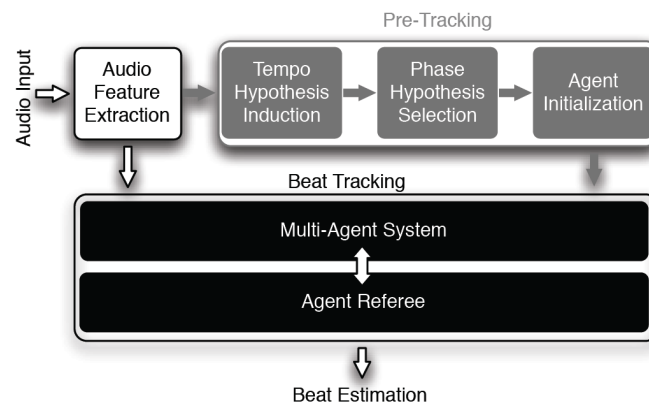 Pre-Tracking
Audio Input
Audio
Feature
Extraction
Tempo
Hypothesis
Induction
Phase
Hypothesis
Selection
Agent
Initialization
Beat Tracking
Multi-Agent System
Agent Referee
Beat Estimation